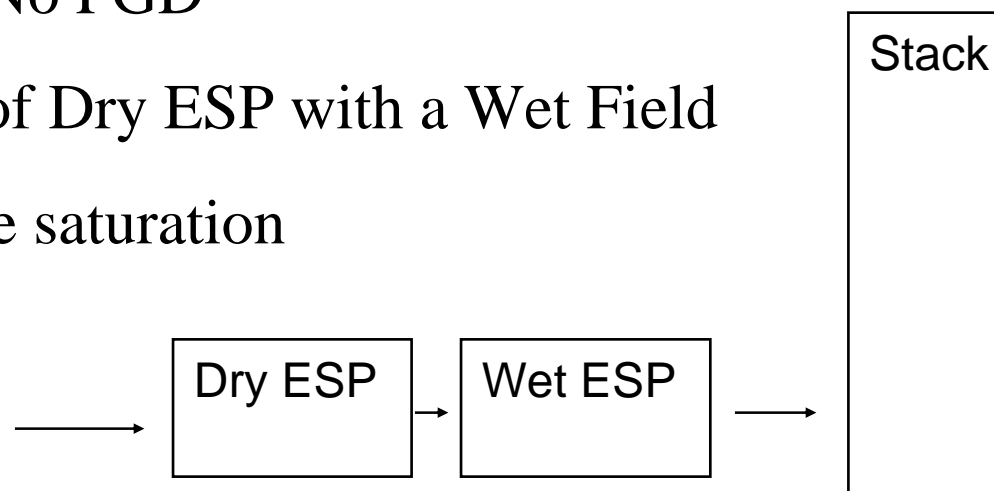 No FGD
of Dry ESP with a Wet Field
e saturation
Stack
Dry ESP
Wet ESP